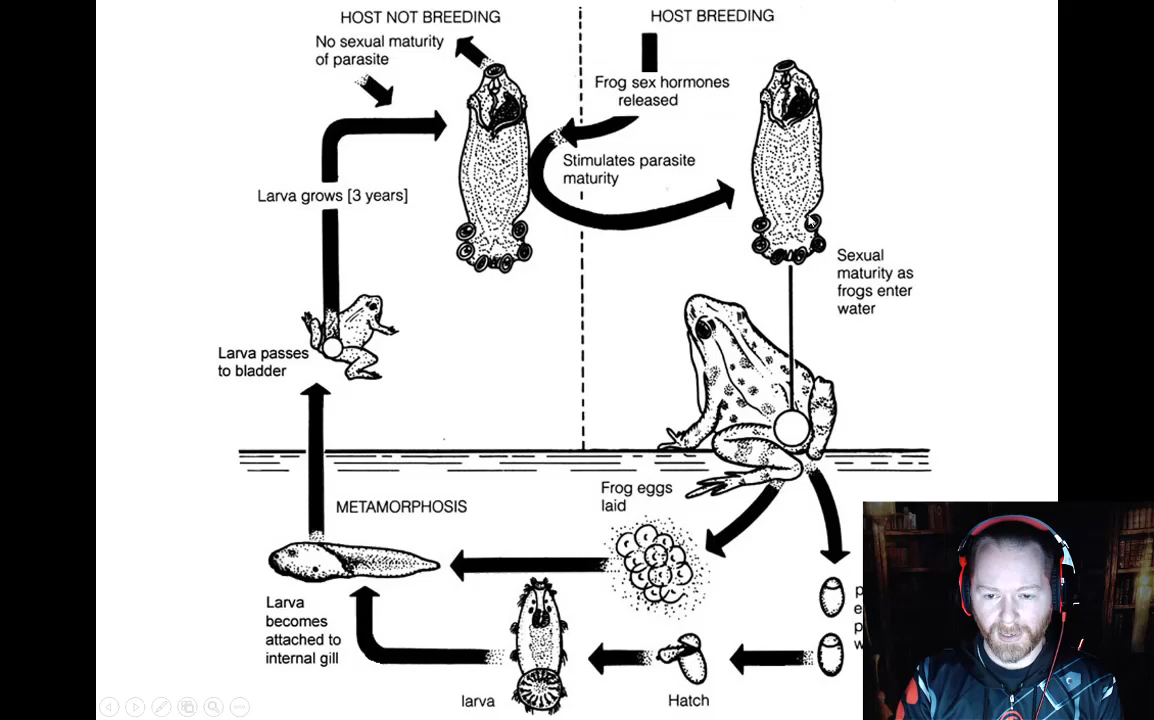 HOST NOT BREEDING
HOST BREEDING
No sexual maturity
of parasite
Frog sex hormones
released
Stimulates parasite
maturity
Larva grows [3 years]
Sexual
maturity as
frogs enter
water
Larva passes
to bladder
Frog eggs
laid
METAMORPHOSIS
Larva
becomes
attached to
internal gill
larva
Hatch